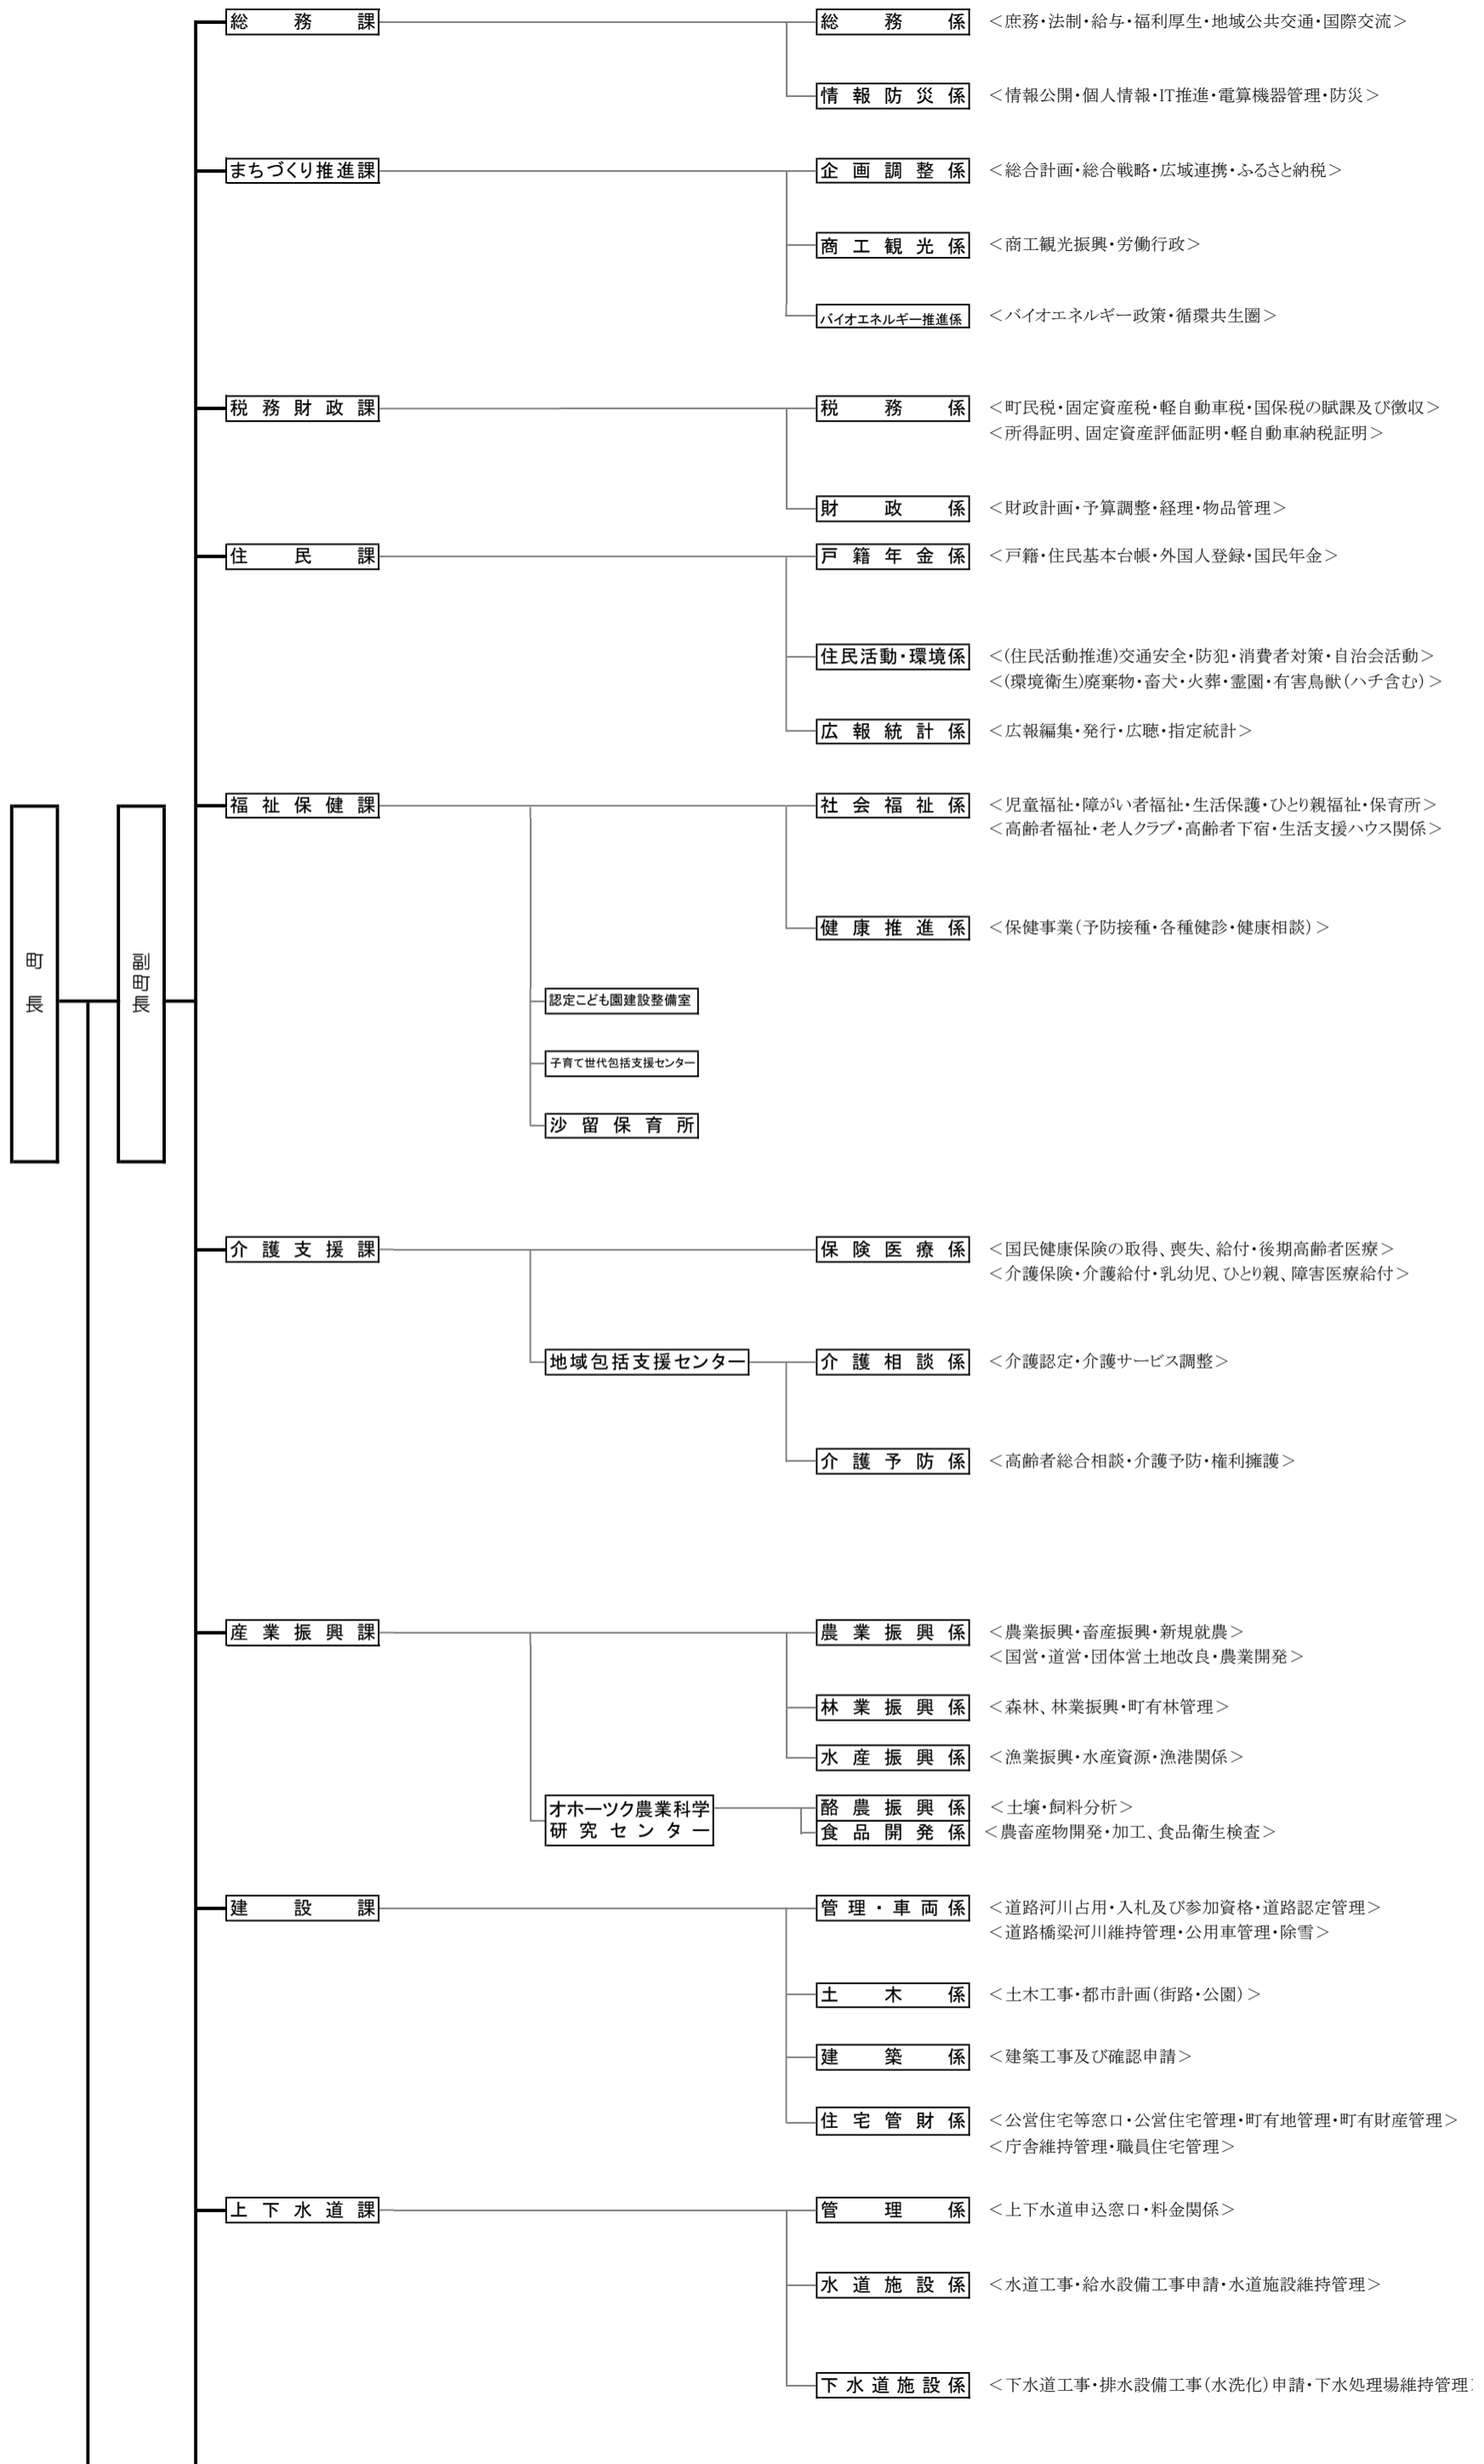 総務課
総務係 ＜庶務・法制・給与・福利厚生・地域公共交通・国際交流＞
情報防災係 ＜情報公開・個人情報・IT推進・電算機器管理・防災＞
まちづくり推進課
企画調整係 ＜総合計画・総合戦略・広域連携・ふるさと納税＞
商工観光係 ＜商工観光振興・労働行政＞
バイオエネルギー推進係 ＜バイオエネルギー政策・循環共生圏＞
税務財政課
税務係 ＜町民税・固定資産税・軽自動車税・国保税の賦課及び徴収＞
＜所得証明、固定資産評価証明・軽自動車納税証明＞
財政係 ＜財政計画・予算調整・経理・物品管理＞
住民課
戸籍年金係 ＜戸籍・住民基本台帳・外国人登録・国民年金＞
住民活動・環境係 ＜(住民活動推進)交通安全・防犯・消費者対策・自治会活動＞
＜(環境衛生)廃棄物・畜犬・火葬・霊園・有害鳥獣（ハチ含む）＞
広報統計係 ＜広報編集・発行・広聴・指定統計＞
町長
副町長
福祉保健課
社会福祉係 ＜児童福祉・障がい者福祉・生活保護・ひとり親福祉・保育所＞
＜高齢者福祉・老人クラブ・高齢者下宿・生活支援ハウス関係＞
健康推進係 ＜保健事業（予防接種・各種健診・健康相談）＞
認定こども園建設整備室
子育て世代包括支援センター
沙留保育所
介護支援課
保険医療係 ＜国民健康保険の取得、喪失、給付・後期高齢者医療＞
＜介護保険・介護給付・乳幼児、ひとり親、障害医療給付＞
地域包括支援センター
介護相談係 ＜介護認定・介護サービス調整＞
介護予防係 ＜高齢者総合相談・介護予防・権利擁護＞
産業振興課
農業振興係 ＜農業振興・畜産振興・新規就農＞
＜国営・道営・団体営土地改良・農業開発＞
林業振興係 ＜森林、林業振興・町有林管理＞
水産振興係 ＜漁業振興・水産資源・漁港関係＞
オホーツク農業科学
研究センター
酪農振興係 ＜土壌・飼料分析＞
食品開発係 ＜農畜産物開発・加工、食品衛生検査＞
建設課
管理・車両係 ＜道路河川占用・入札及び参加資格・道路認定管理＞
＜道路橋梁河川維持管理・公用車管理・除雪＞
土木係 ＜土木工事・都市計画（街路・公園）＞
建築係 ＜建築工事及び確認申請＞
住宅管財係 ＜公営住宅等窓口・公営住宅管理・町有地管理・町有財産管理＞
＜庁舎維持管理・職員住宅管理＞
上下水道課
管理係 ＜上下水道申込窓口・料金関係＞
水道施設係 ＜水道工事・給水設備工事申請・水道施設維持管理＞
下水道施設係 ＜下水道工事・排水設備工事（水洗化）申請・下水処理場維持管理＞